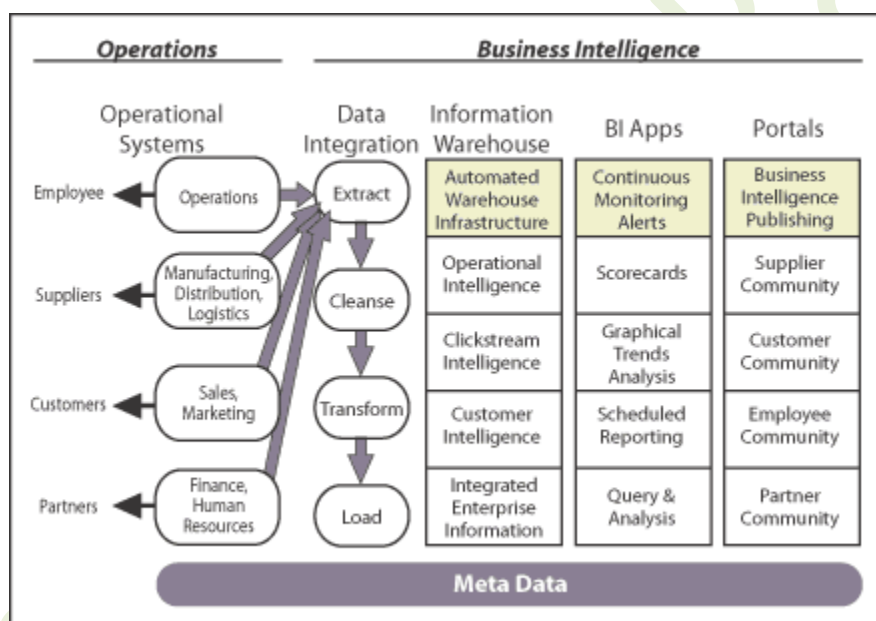 Operations
Business Intelligence
Operational
Systems
Data
Integration
Information
Warehouse
BI Apps
Portals
Employee
Operations
Suppliers
Manufacturing,
Distribution,
Logistics
Customers
Sales,
Marketing
Partners
Finance,
Human
Resources
Extract
Cleanse
Transform
Load
Automated
Warehouse
Infrastructure
Operational
Intelligence
Clickstream
Intelligence
Customer
Intelligence
Integrated
Enterprise
Information
Continuous
Monitoring
Alerts
Scorecards
Graphical
Trends
Analysis
Scheduled
Reporting
Query &
Analysis
Business
Intelligence
Publishing
Supplier
Community
Customer
Community
Employee
Community
Partner
Community
Meta Data